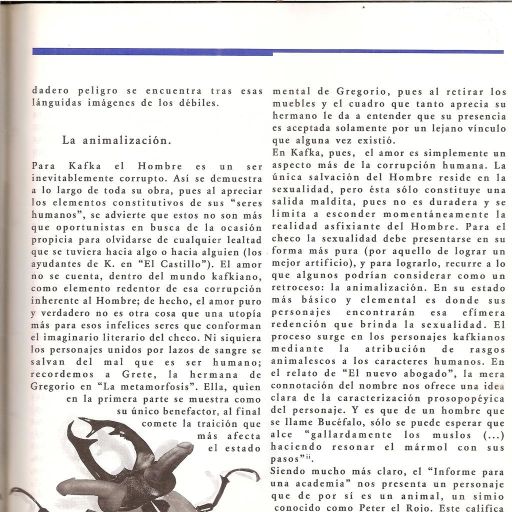 dadero peligro se encuentra tras esas
lánguidas imágenes de los débiles.
La animalización.
Para Kafka el Hombre es un ser
inevitablemente corrupto. Así se demuestra
a lo largo de toda su obra, pues al apreciar
los elementos constitutivos de sus "seres
humanos", se advierte que estos no son más
que oportunistas en busca de la ocasión
propicia para olvidarse de cualquier lealtad
que se tuviera hacia algo o hacia alguien (los
ayudantes de K. en "El Castillo"). El amor
no se cuenta, dentro del mundo kafkiano,
como elemento redentor de esa corrupción
inherente al Hombre; de hecho, el amor puro
y verdadero no es otra cosa que una utopía
más para esos infelices seres que conforman
el imaginario literario del checo. Ni siquiera
los personajes unidos por lazos de sangre se
salvan del mal que es ser humano;
recordemos a Grete, la hermana de
Gregorio en "La metamorfosis". Ella, quien
en la primera parte se muestra como
su único benefactor, al final
comete la traición que
más afecta
el estado
mental de Gregorio, pues al retirar los
muebles y el cuadro que tanto aprecia su
hermano le da a entender que su presencia
es aceptada solamente por un lejano vínculo
que alguna vez existió.
En Kafka, pues, el amor es simplemente un
aspecto más de la corrupción humana. La
única salvación del Hombre reside en la
sexualidad, pero ésta sólo constituye una
salida maldita, pues no es duradera y se
limita a esconder momentáneamente la
realidad asfixiante del Hombre. Para el
checo la sexualidad debe presentarse en su
forma más pura (por aquello de lograr un
mejor artificio), y para lograrlo, recurre a lo
que algunos podrían considerar como un
retroceso: la animalización. En su estado
más básico y elemental es donde sus
personajes encontrarán esa efímera
redención que brinda la sexualidad. El
proceso surge en los personajes kafkianos
mediante la atribución de rasgos
animalescos a los caracteres humanos. En
el relato de "El nuevo abogado", la mera
connotación del nombre nos ofrece una idea
clara de la caracterización prosopopéyica
del personaje. Y es que de un hombre que
se llame Bucéfalo, sólo se puede esperar que
alce "gallardamente los muslos (...)
haciendo resonar el mármol con sus
pasos"ii.
Siendo mucho más claro, el "Informe para
una academia" nos presenta un personaje
que de por sí es un animal, un simio
conocido como Peter el Rojo. Este califica